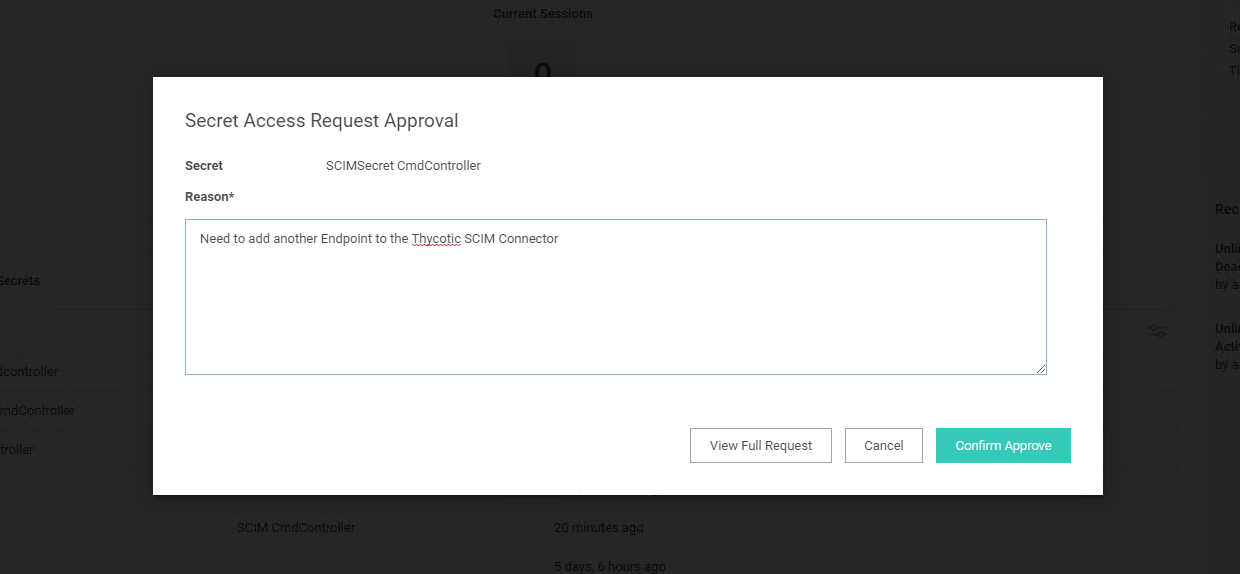 Current Sessions
0
Secret Access Request Approval
Secret SCIMSecret CmdController
Reason*
Need to add another Endpoint to the Thycotic SCIM Connector
View Full Request Cancel Confirm Approve
Secrets
dcontroller
mdController
troller
SCIM CmdController 20 minutes ago
5 days, 6 hours ago
Re
Se
Ti
Rec
Unli
Dea
by a
Unli
Acti
by a